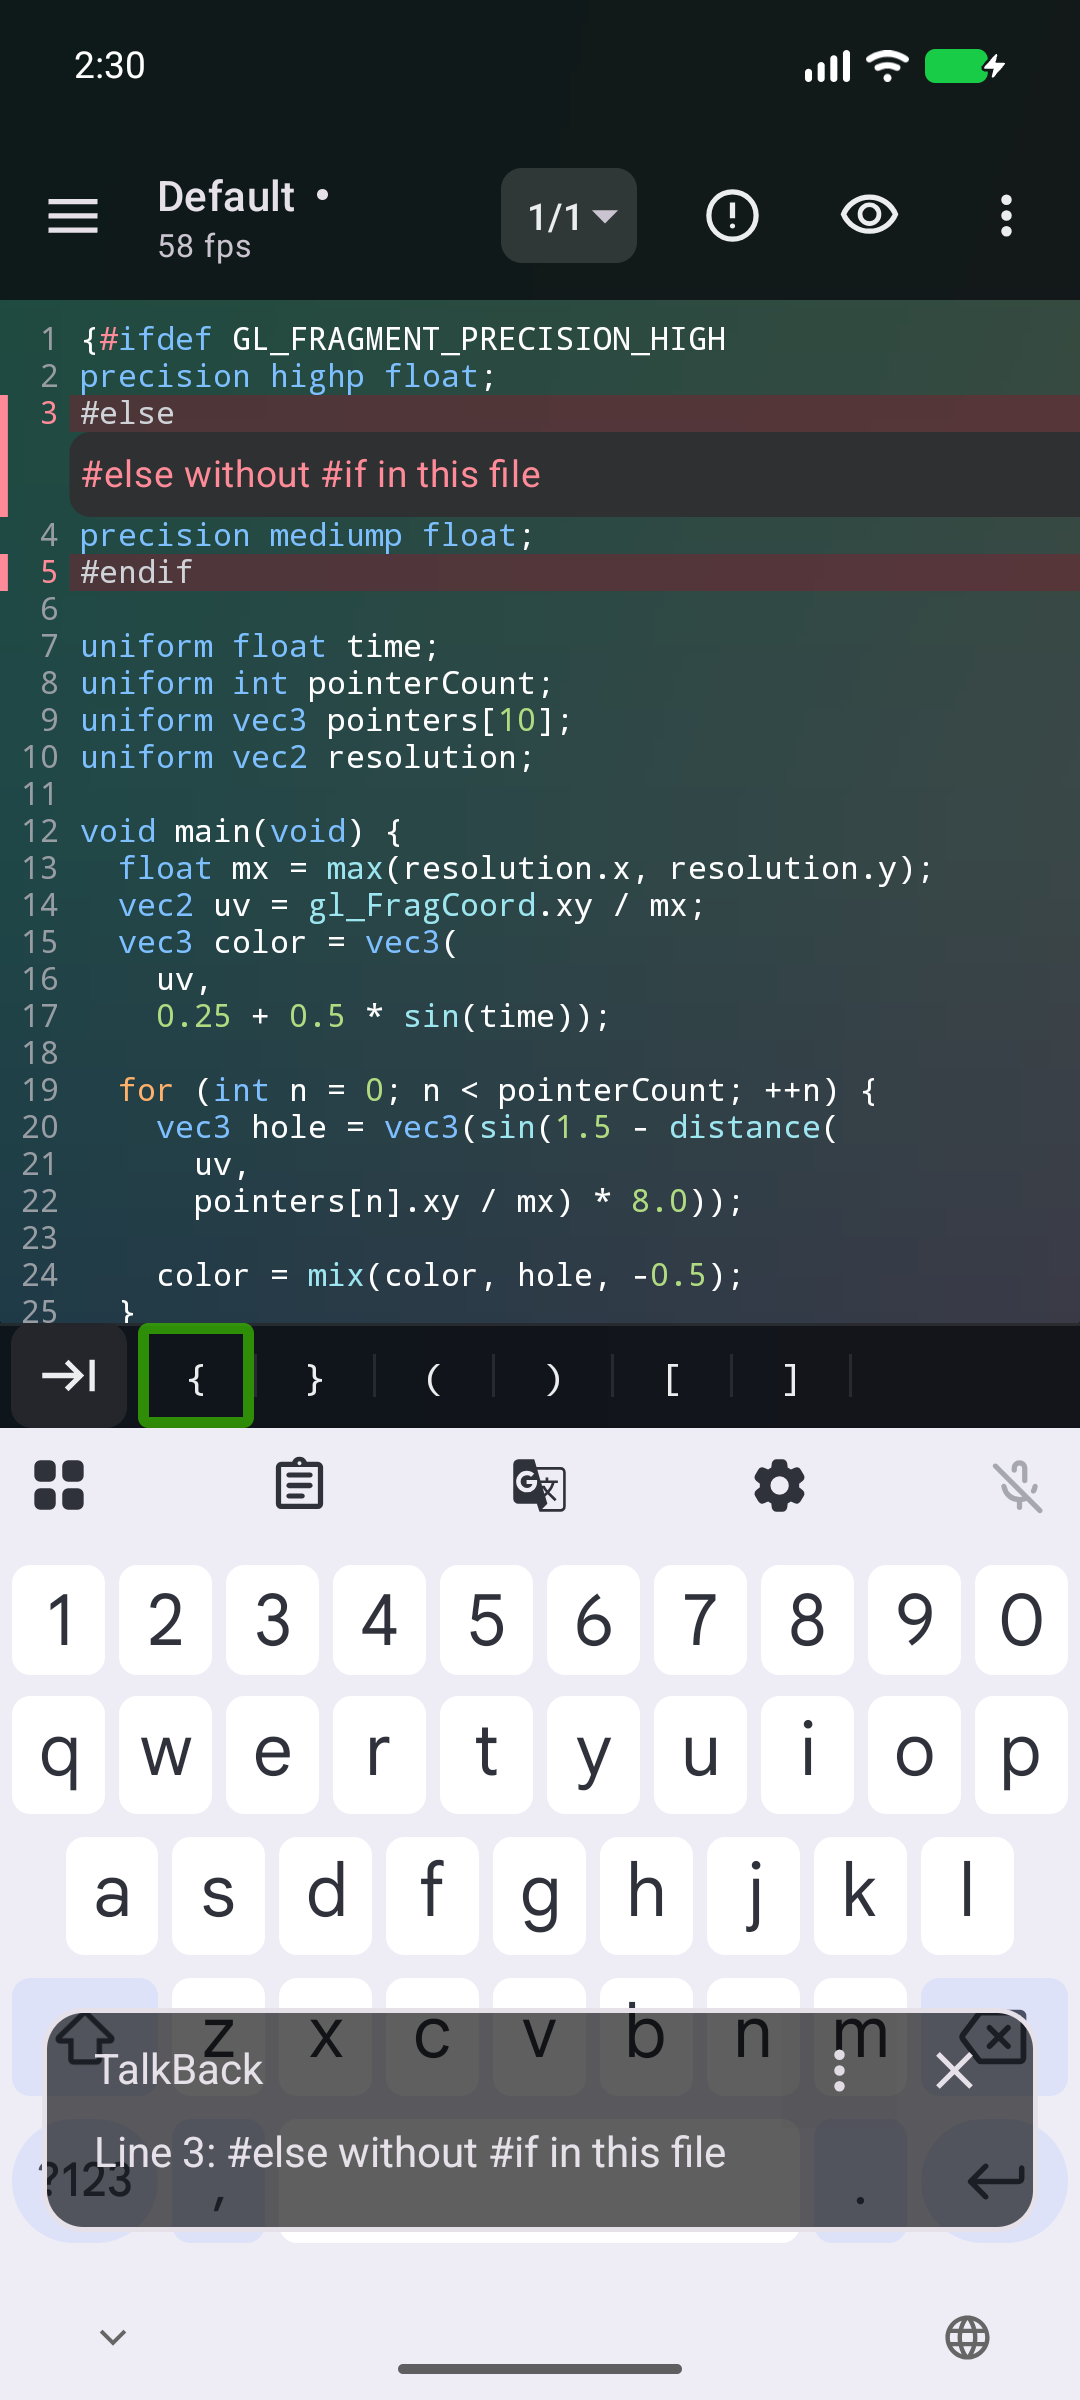 2:30
Default •
58 fps
1/1
1 {#ifdef GL_FRAGMENT_PRECISION_HIGH
2 precision highp float;
3 #else
#else without #if in this file
4 precision mediump float;
5 #endif
6
7 uniform float time;
8 uniform int pointerCount;
9 uniform vec3 pointers[10];
10 uniform vec2 resolution;
11
12 void main(void) {
13   float mx = max(resolution.x, resolution.y);
14   vec2 uv = gl_FragCoord.xy / mx;
15   vec3 color = vec3(
16     uv,
17     0.25 + 0.5 * sin(time));
18
19   for (int n = 0; n < pointerCount; ++n) {
20     vec3 hole = vec3(sin(1.5 - distance(
21       uv,
22       pointers[n].xy / mx) * 8.0));
23
24     color = mix(color, hole, -0.5);
25   }
{ } ( ) [ ]
1 2 3 4 5 6 7 8 9 0
q w e r t y u i o p
a s d f g h j k l
z x c v b n m
TalkBack
Line 3: #else without #if in this file
?123 , .